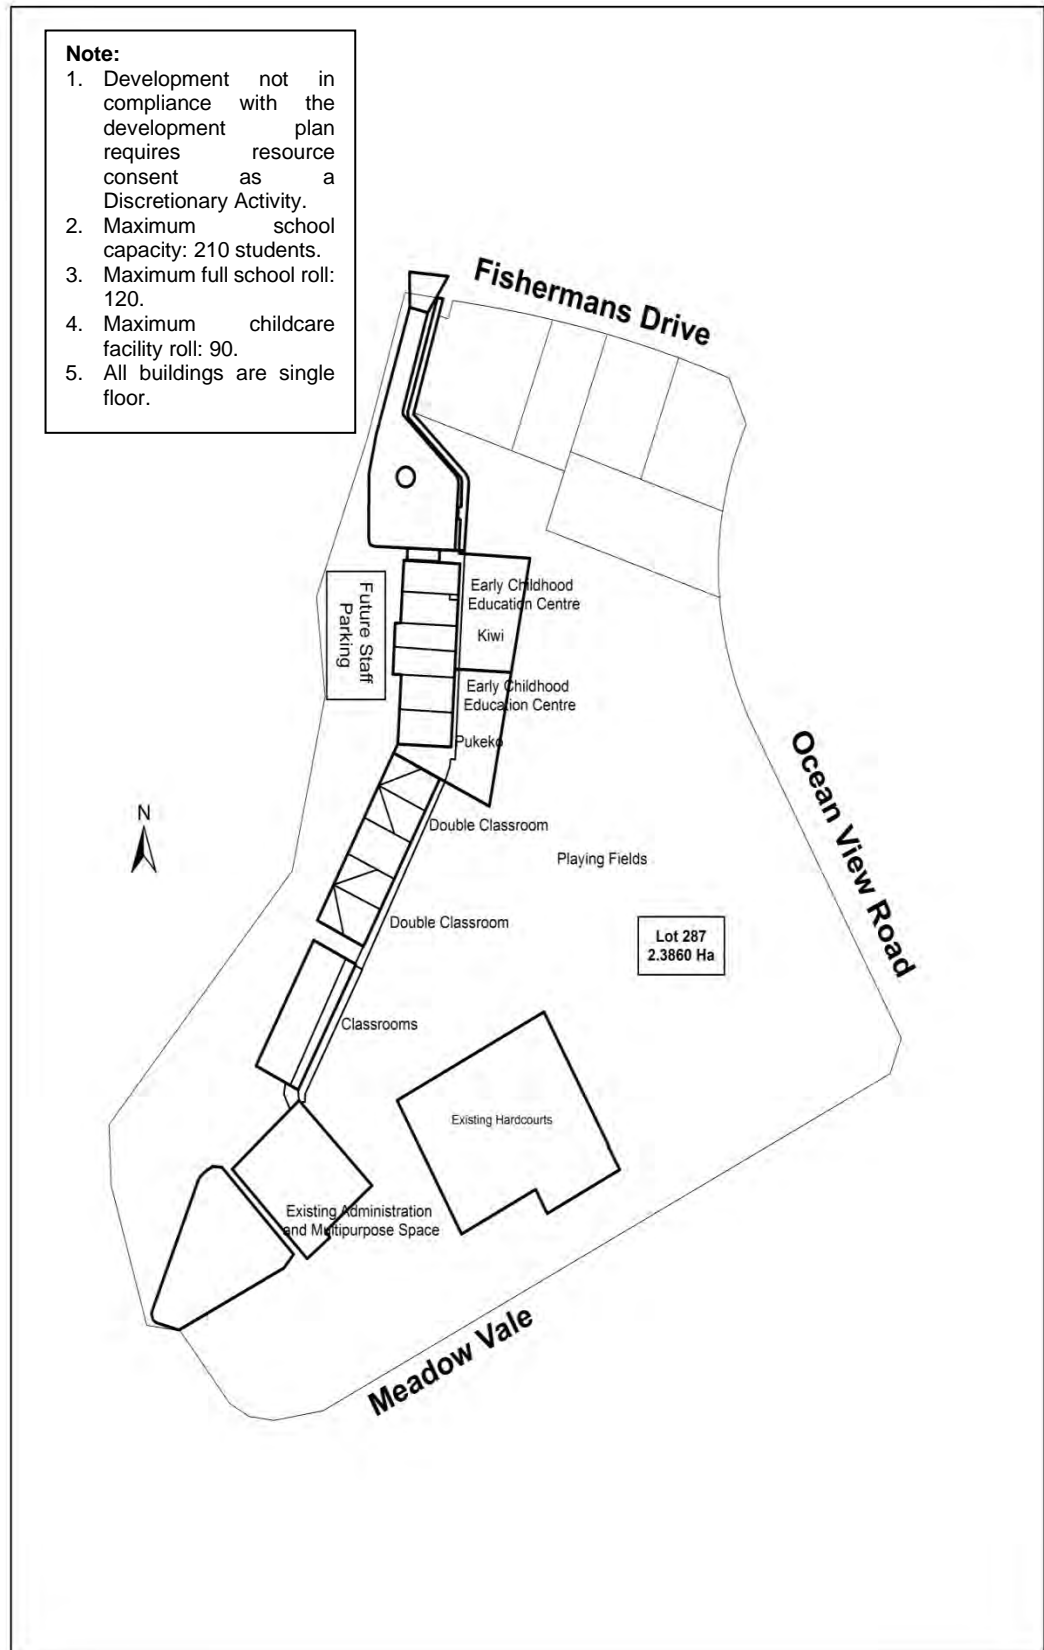 Note:
1. Development not in
compliance with the
development plan
requires resource
consent as a
Discretionary Activity.
2. Maximum school
capacity: 210 students.
3. Maximum full school roll:
120.
4. Maximum childcare
facility roll: 90.
5. All buildings are single
floor.
Fishermans Drive
Early Childhood
Education Centre
Kiwi
Future Staff
Parking
Early Childhood
Education Centre
Pukeko
Ocean View Road
N
Double Classroom
Playing Fields
Double Classroom
Lot 287
2.3860 Ha
Classrooms
Existing Hardcourts
Existing Administration
and Multipurpose Space
Meadow Vale